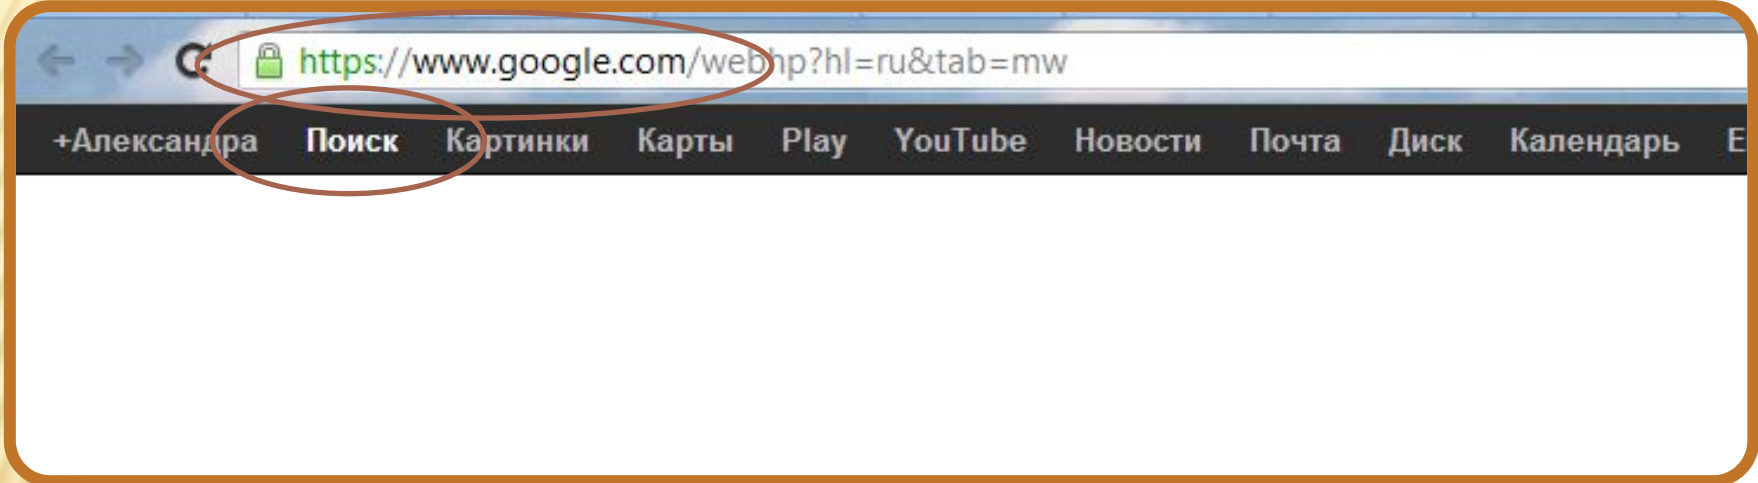 https://www.google.com/webhp?hl=ru&tab=mw
+Александра Поиск Картинки Карты Play YouTube Новости Почта Диск Календарь